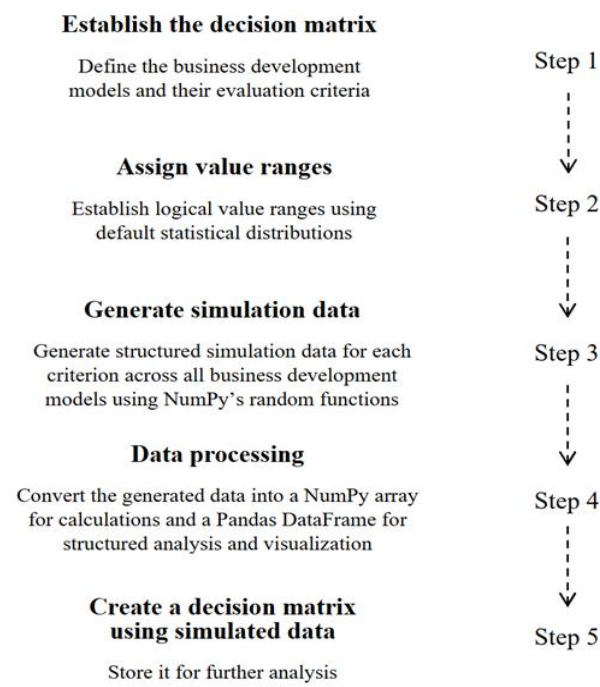 Establish the decision matrix
Define the business development
models and their evaluation criteria
Step 1
Assign value ranges
Establish logical value ranges using
default statistical distributions
Step 2
Generate simulation data
Generate structured simulation data for each
criterion across all business development
models using NumPy's random functions
Step 3
Data processing
Convert the generated data into a NumPy array
for calculations and a Pandas DataFrame for
structured analysis and visualization
Step 4
Create a decision matrix
using simulated data
Store it for further analysis
Step 5